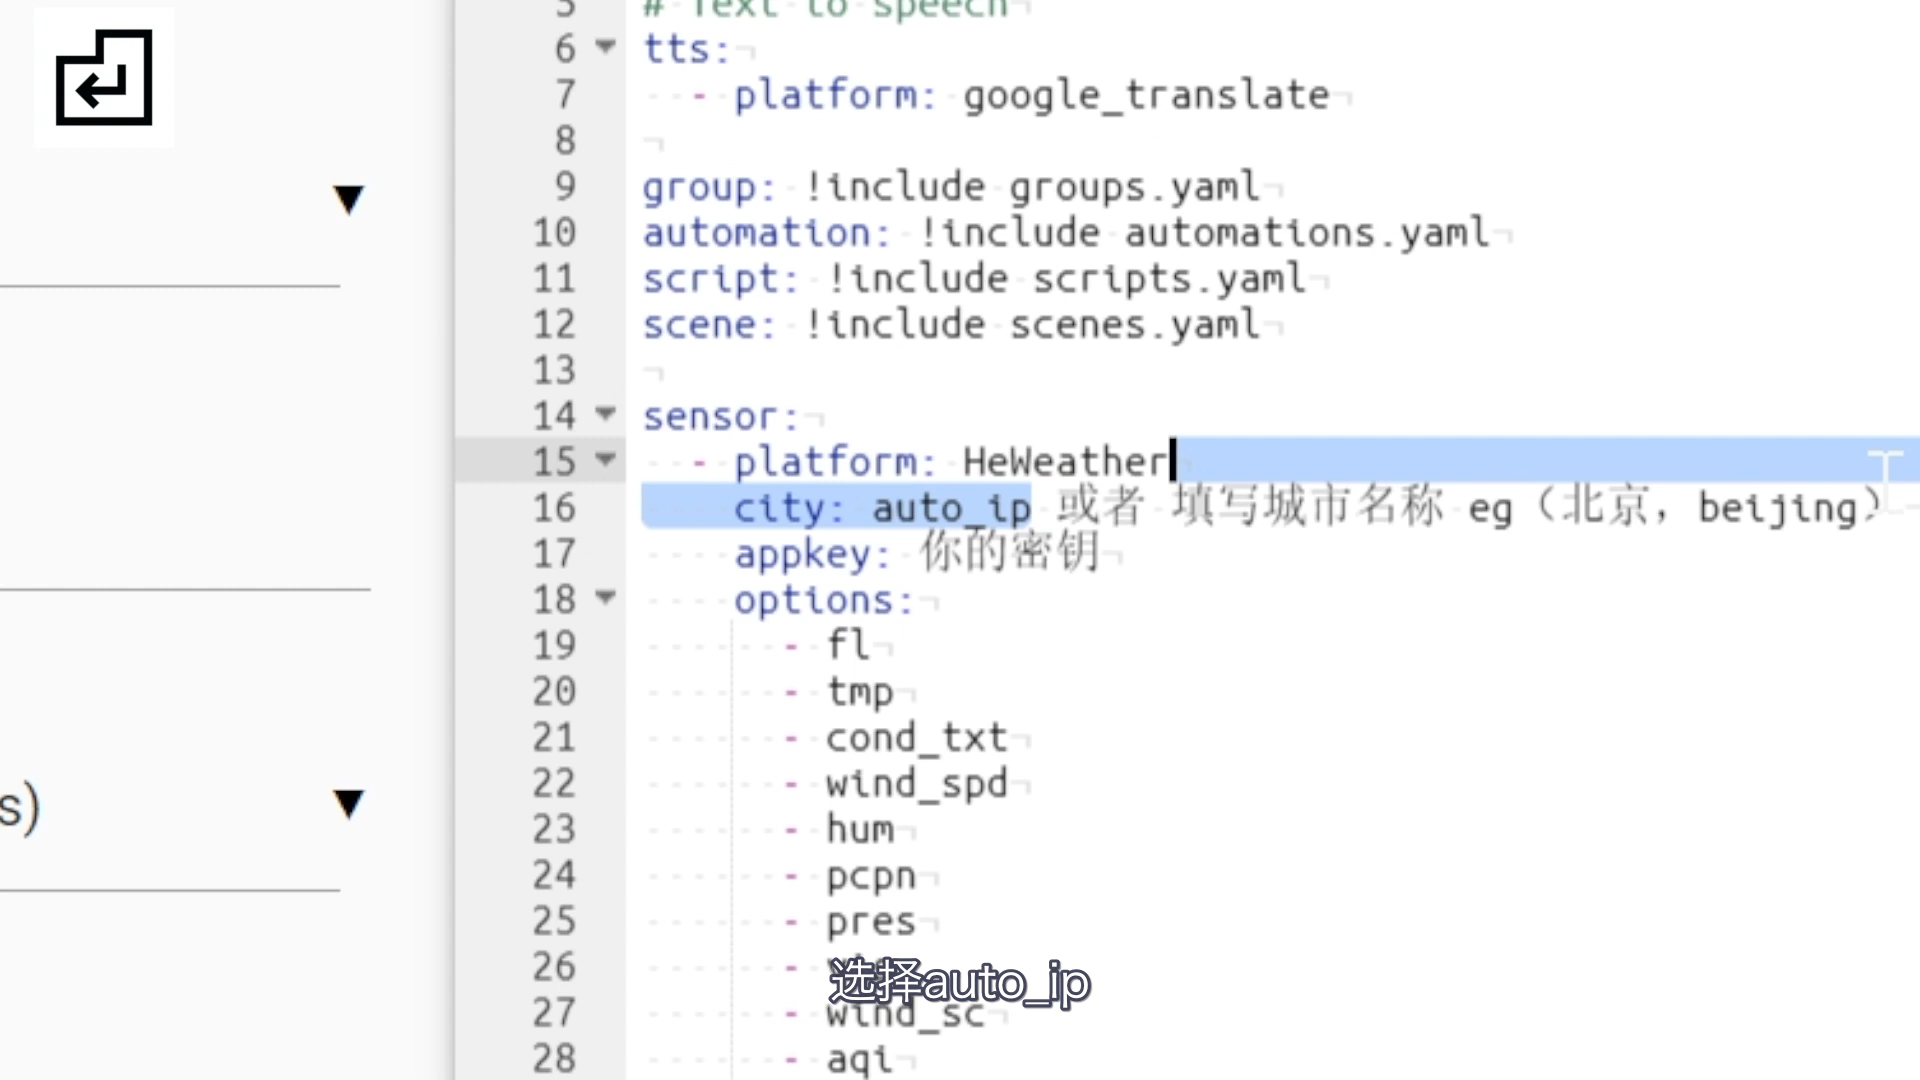 5 # Text to speech
6 tts:
7 - platform: google_translate
8
9 group: !include groups.yaml
10 automation: !include automations.yaml
11 script: !include scripts.yaml
12 scene: !include scenes.yaml
13
14 sensor:
15 - platform: HeWeather
16 city: auto_ip 或者 填写城市名称 eg（北京，beijing）
17 appkey: 你的密钥
18 options:
19 - fl
20 - tmp
s)
21 - cond_txt
22 - wind_spd
23 - hum
24 - pcpn
25 - pres
26 -
选择auto_ip
27 - wind_sc
28 - aqi